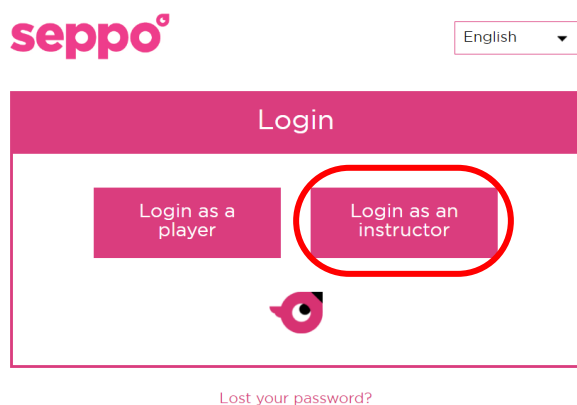 seppo
English
Login
Login as a
player
Login as an
instructor
Lost your password?